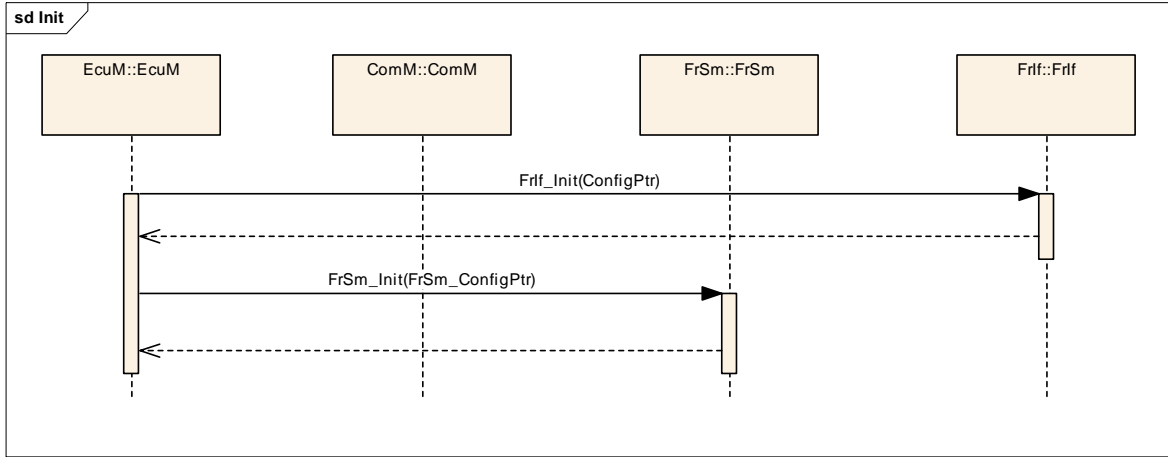 sd Init
EcuM::EcuM
ComM::ComM
FrSm::FrSm
FrIf::FrIf
FrIf_Init(ConfigPtr)
FrSm_Init(FrSm_ConfigPtr)